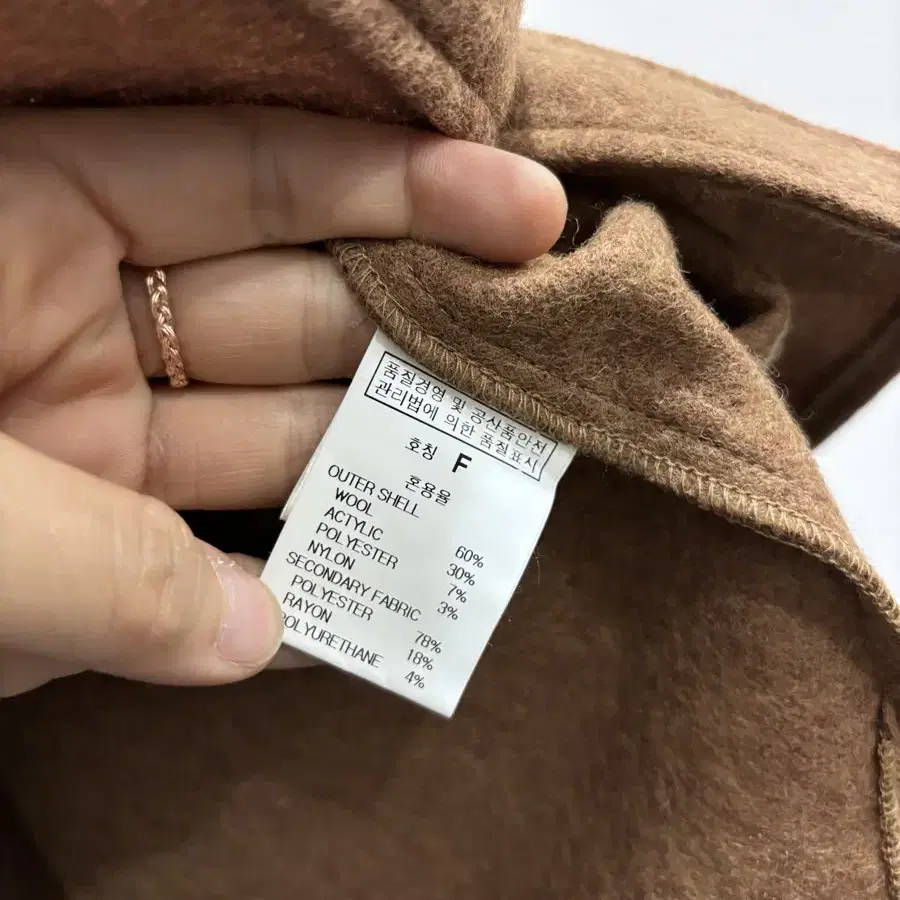 품질경영 및 공산품안전
관리법에 의한 품질표시
호칭 F
혼용율
OUTER SHELL
WOOL 60%
ACTYLIC 30%
POLYESTER 7%
NYLON 3%
SECONDARY FABRIC
POLYESTER 78%
RAYON 18%
POLYURETHANE 4%